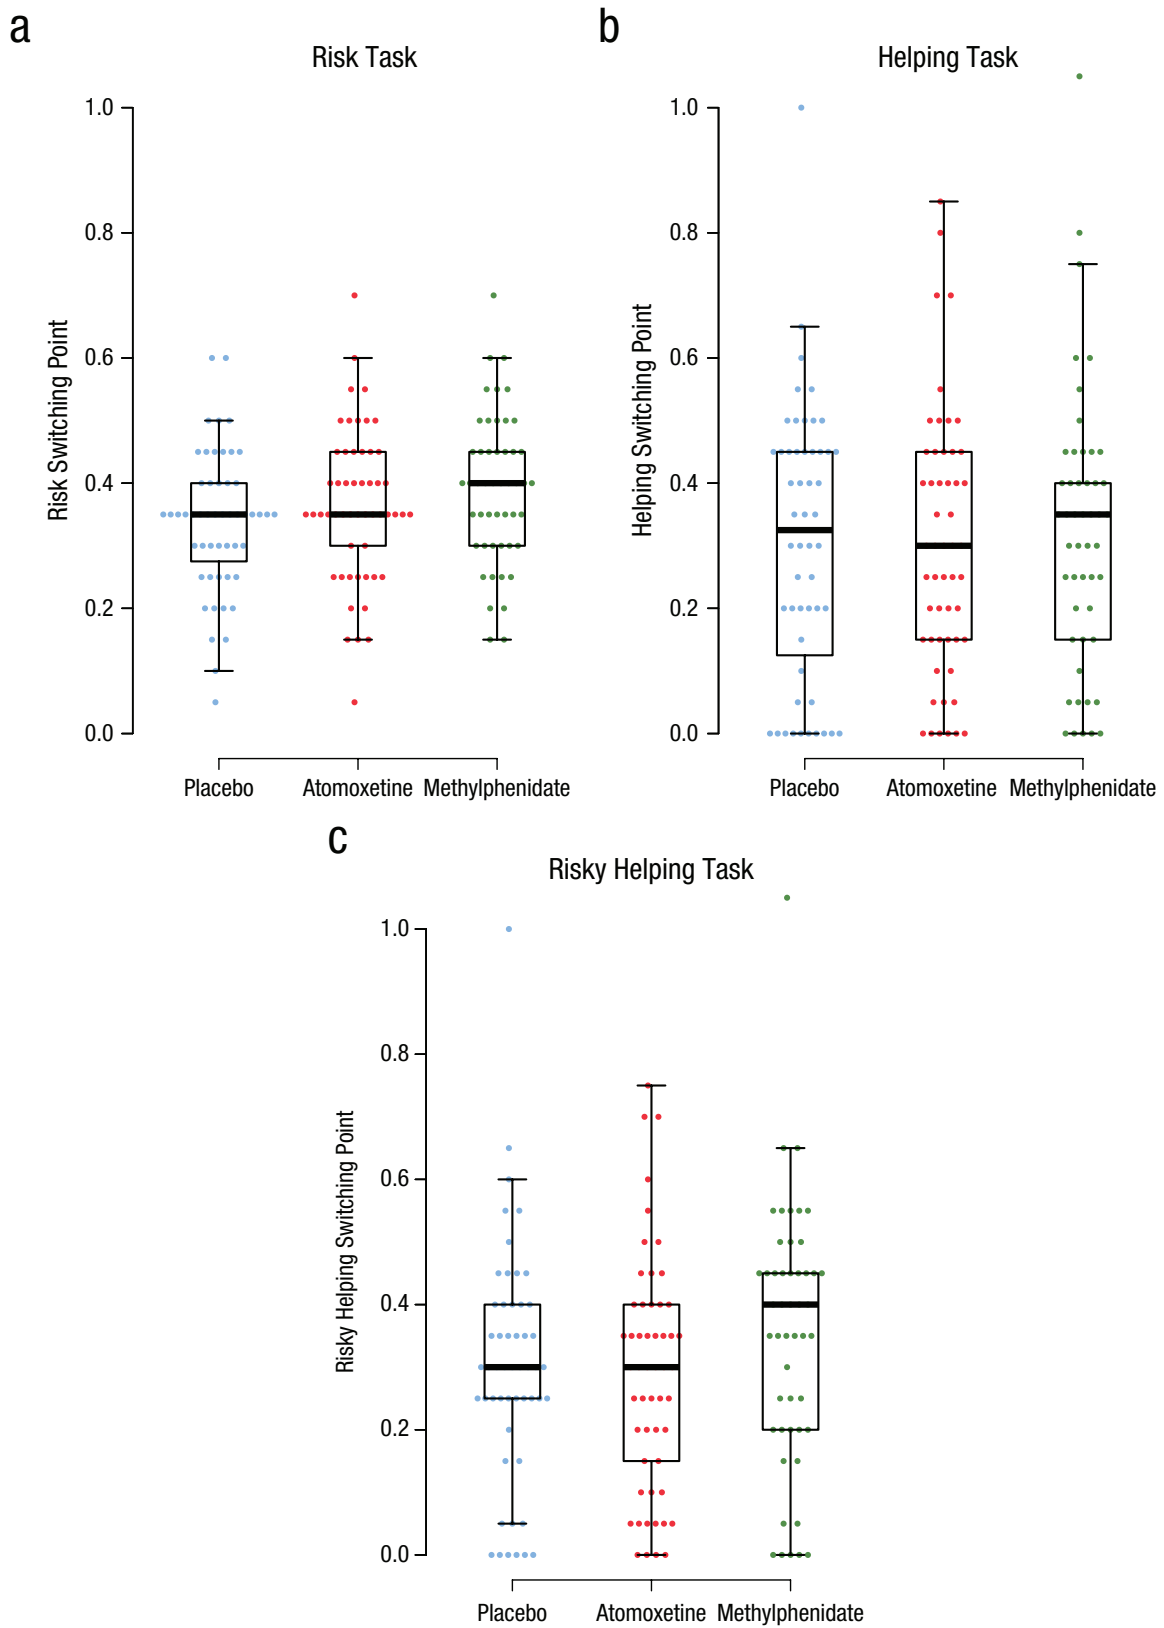 a
Risk Task
1.0
0.8
0.6
0.4
0.2
0.0
Risk Switching Point
Placebo Atomoxetine Methylphenidate
b
Helping Task
1.0
0.8
0.6
0.4
0.2
0.0
Helping Switching Point
Placebo Atomoxetine Methylphenidate
c
Risky Helping Task
1.0
0.8
0.6
0.4
0.2
0.0
Risky Helping Switching Point
Placebo Atomoxetine Methylphenidate